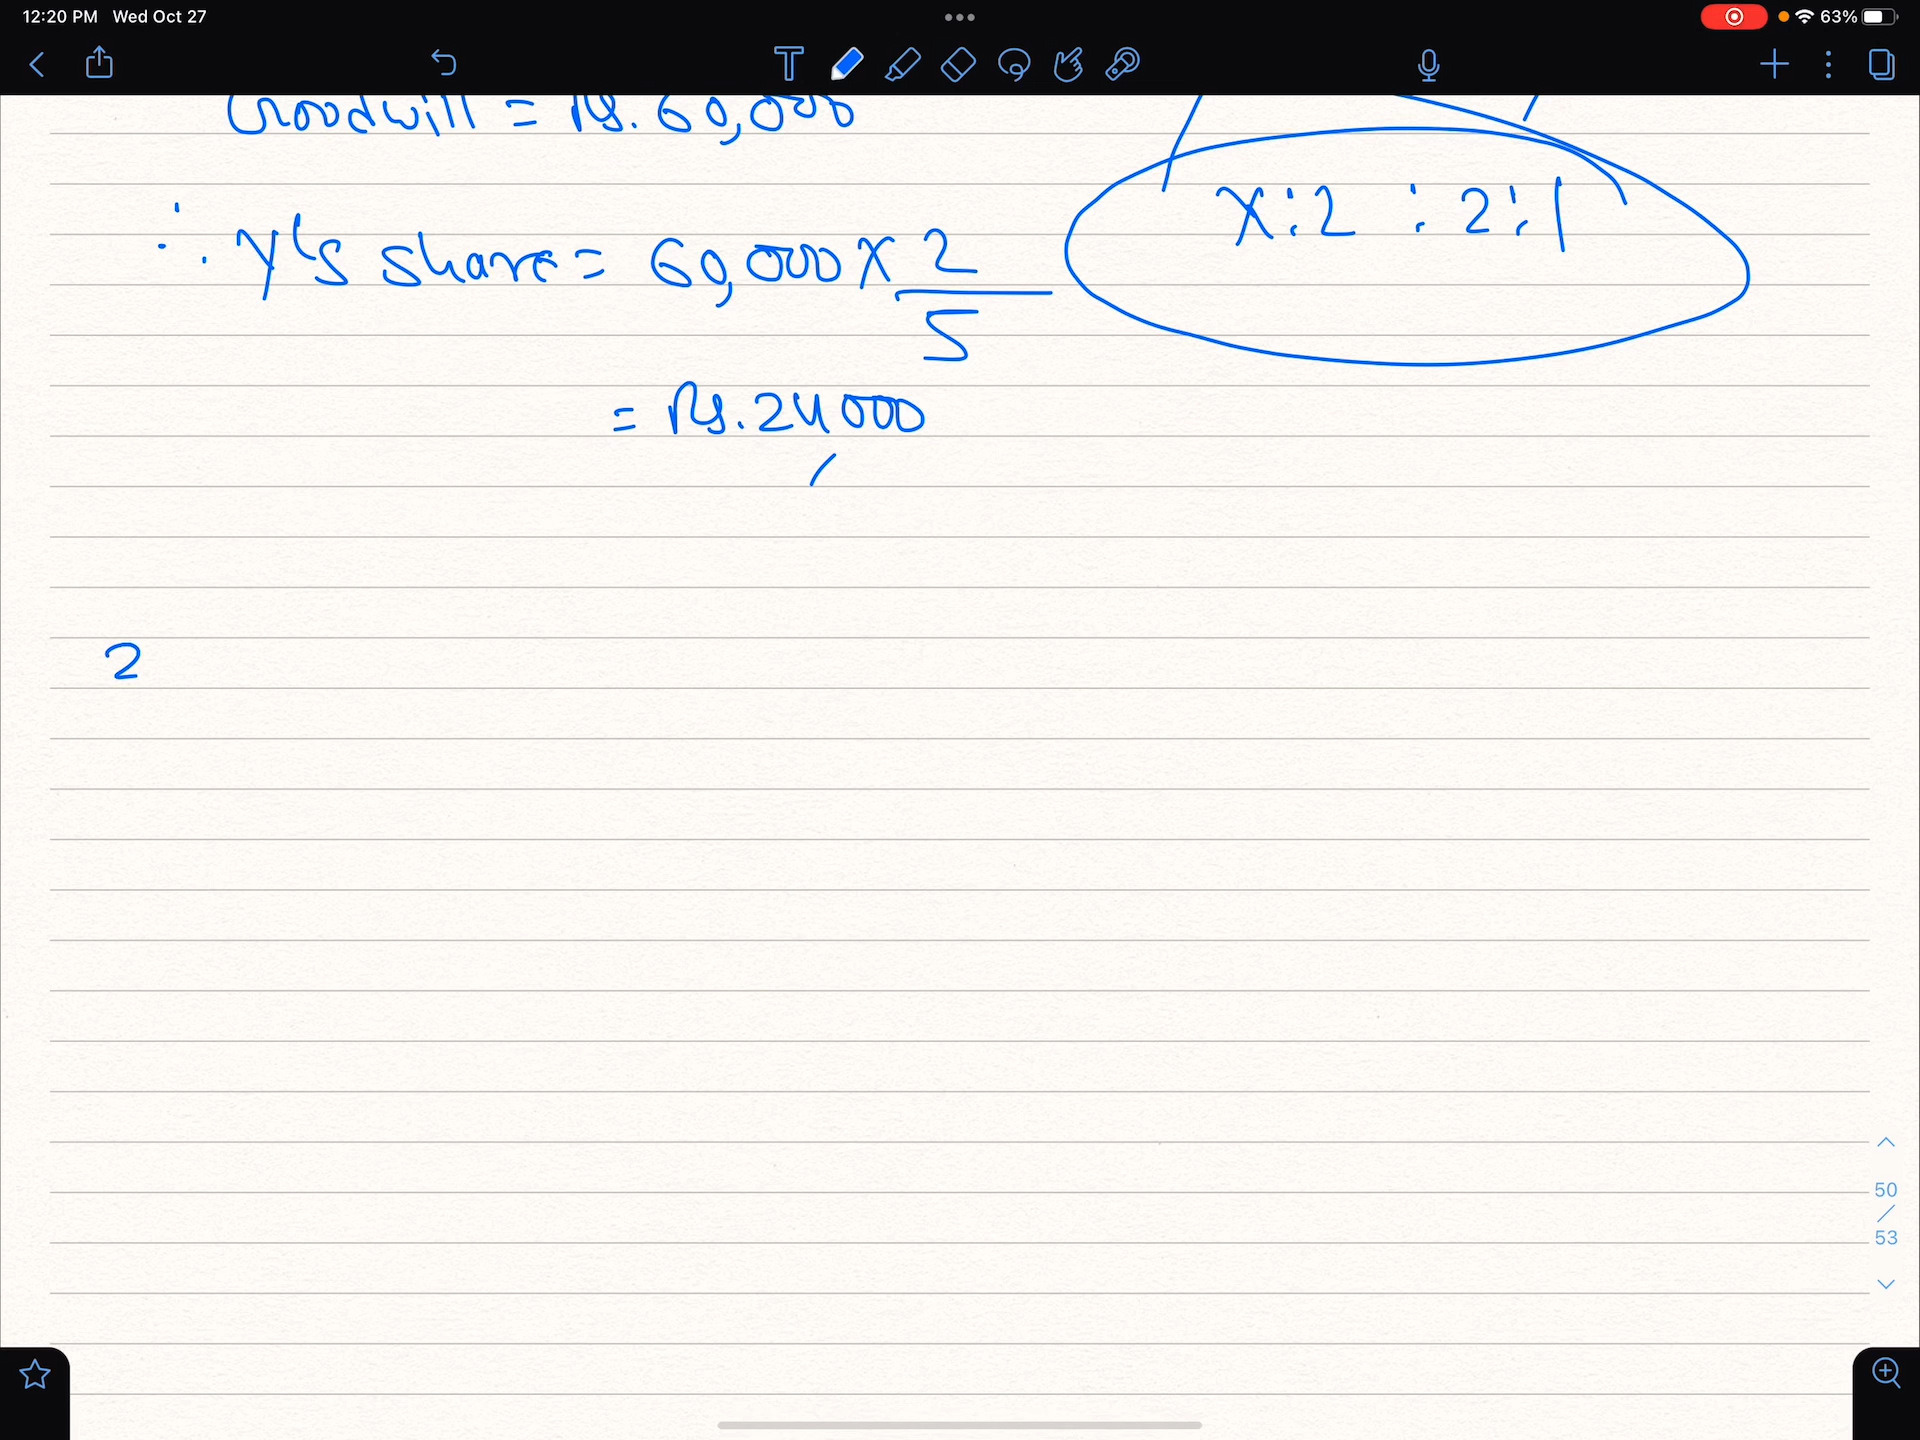 12:20 PM Wed Oct 27
63%
Goodwill = Rs. 60,000
X:2 : 2:1
∴ Y's share = 60,000 X 2
5
= Rs. 24000
2
50
/
53